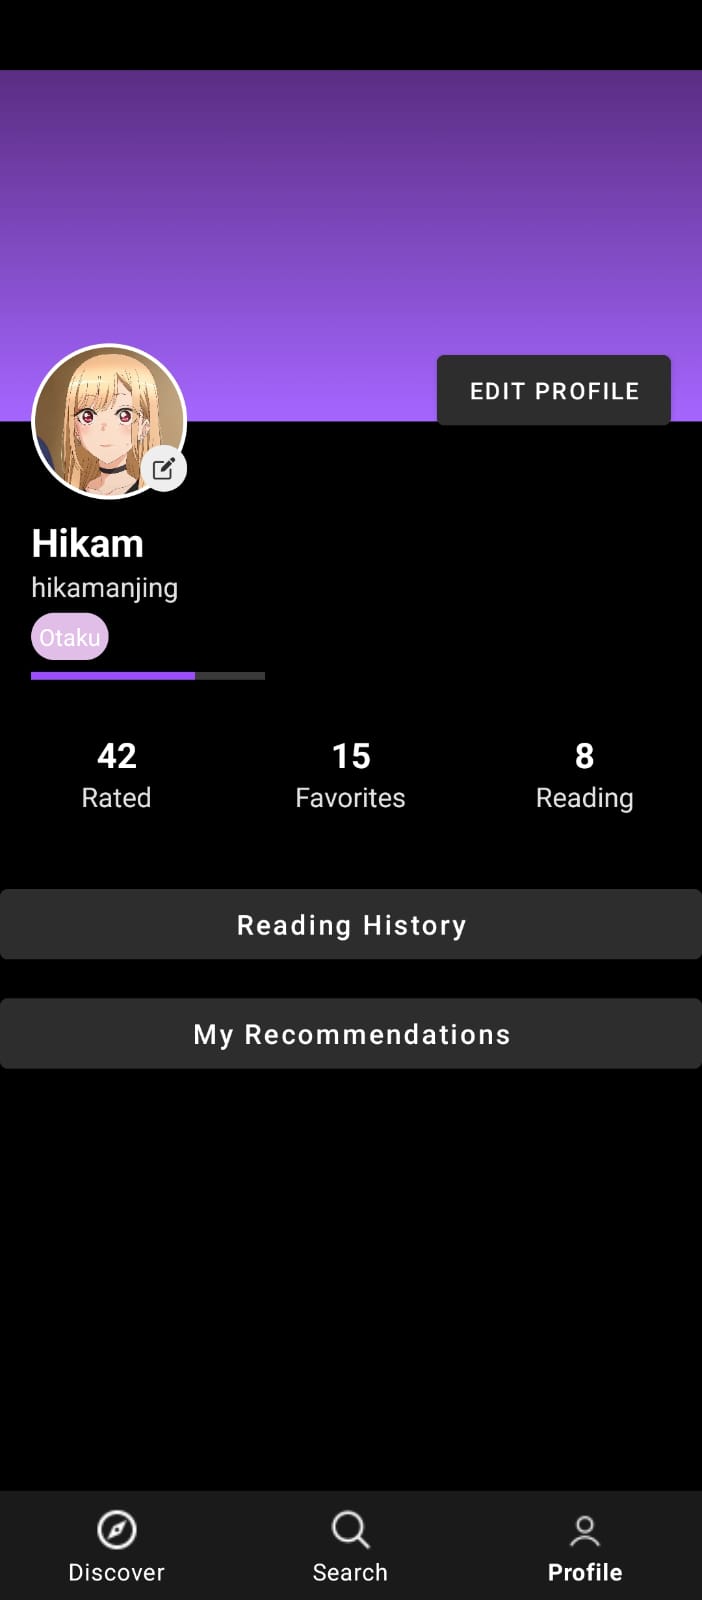 EDIT PROFILE
Hikam
hikamanjing
Otaku
42 15 8
Rated Favorites Reading
Reading History
My Recommendations
Discover Search Profile